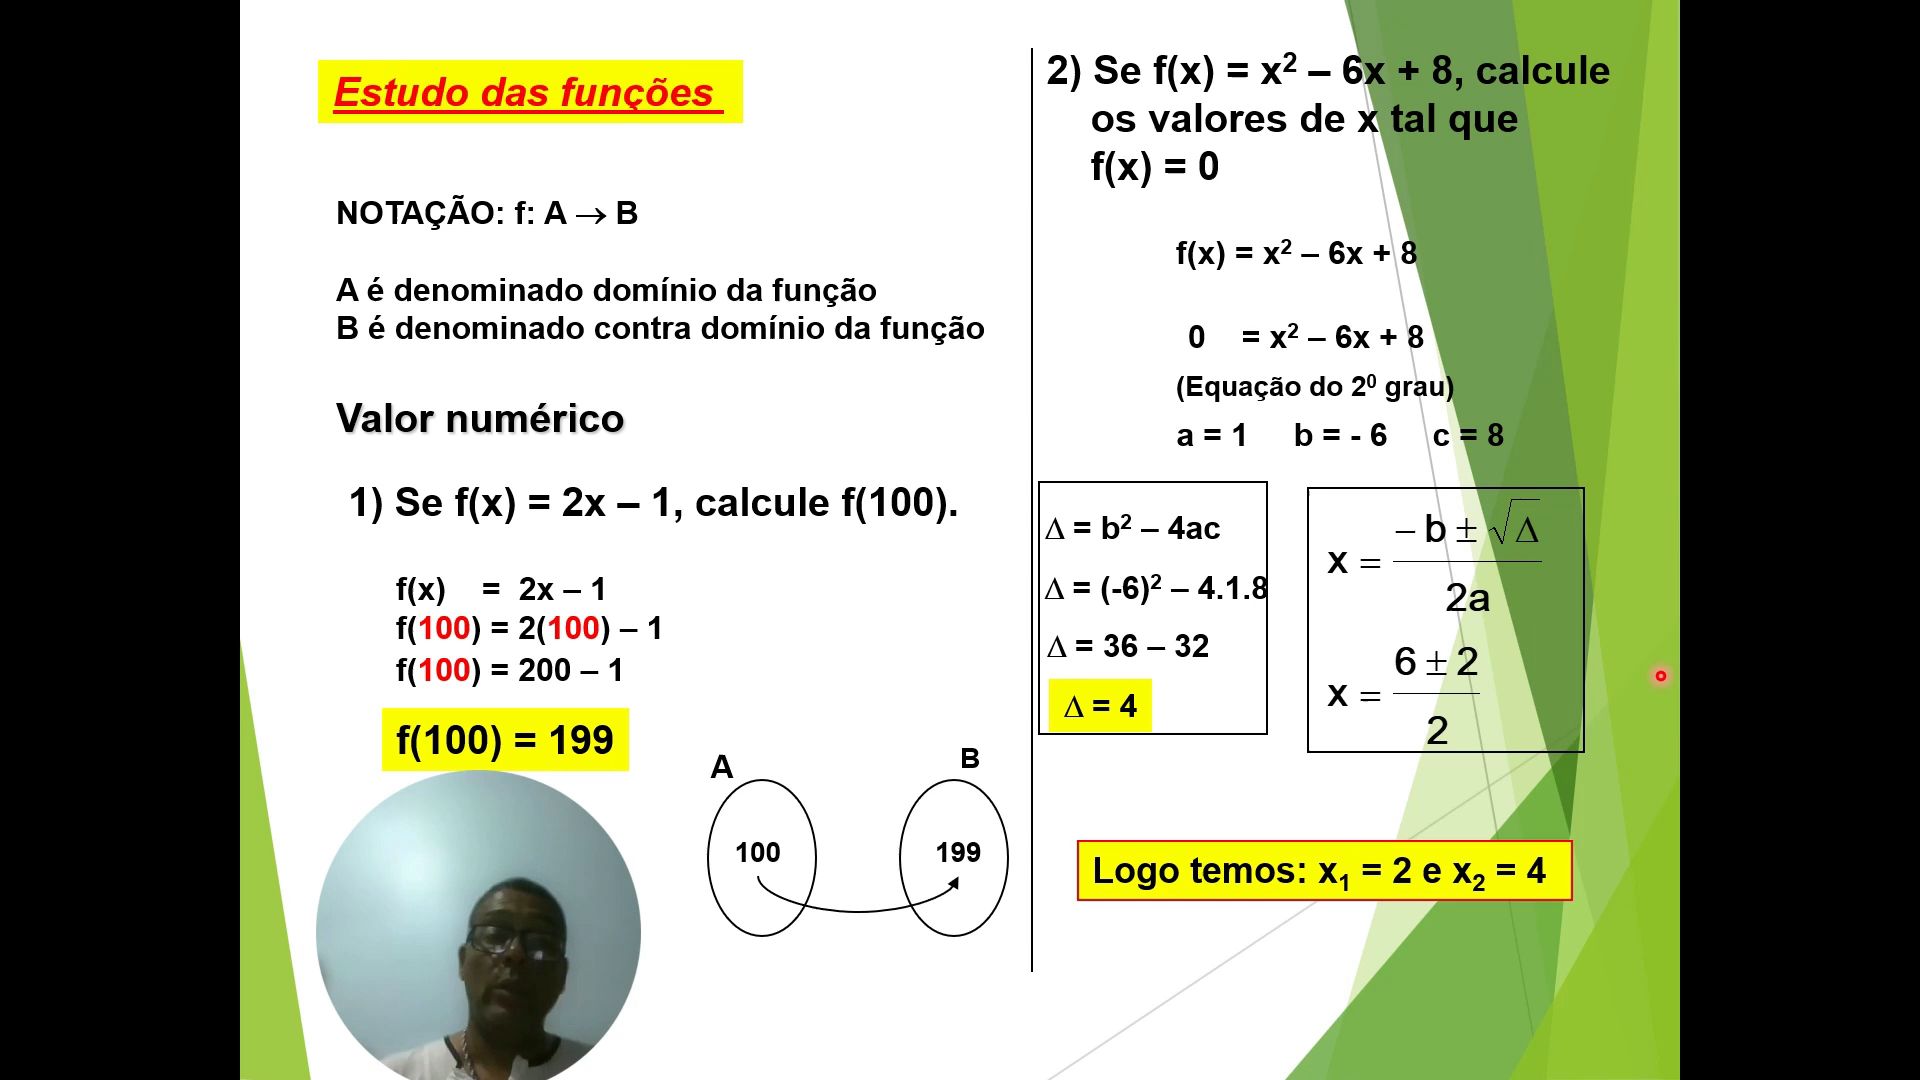 Estudo das funções
NOTAÇÃO: f: A → B
A é denominado domínio da função
B é denominado contra domínio da função
Valor numérico
1) Se f(x) = 2x – 1, calcule f(100).
f(x) = 2x – 1
f(100) = 2(100) – 1
f(100) = 200 – 1
f(100) = 199
A B
100 199
2) Se f(x) = x² – 6x + 8, calcule
os valores de x tal que
f(x) = 0
f(x) = x² – 6x + 8
0 = x² – 6x + 8
(Equação do 2⁰ grau)
a = 1 b = - 6 c = 8
Δ = b² – 4ac
Δ = (-6)² – 4.1.8
Δ = 36 – 32
Δ = 4
x = (– b ± √Δ) / 2a
x = (6 ± 2) / 2
Logo temos: x₁ = 2 e x₂ = 4